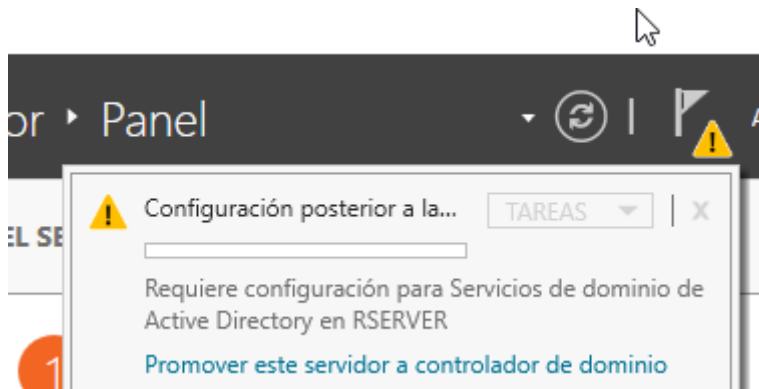 or ‣ Panel
Configuración posterior a la... TAREAS X
EL SE
Requiere configuración para Servicios de dominio de
Active Directory en RSERVER
1
Promover este servidor a controlador de dominio